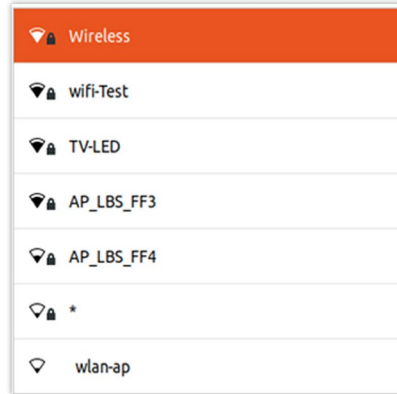 Wireless
wifi-Test
TV-LED
AP_LBS_FF3
AP_LBS_FF4
*
wlan-ap